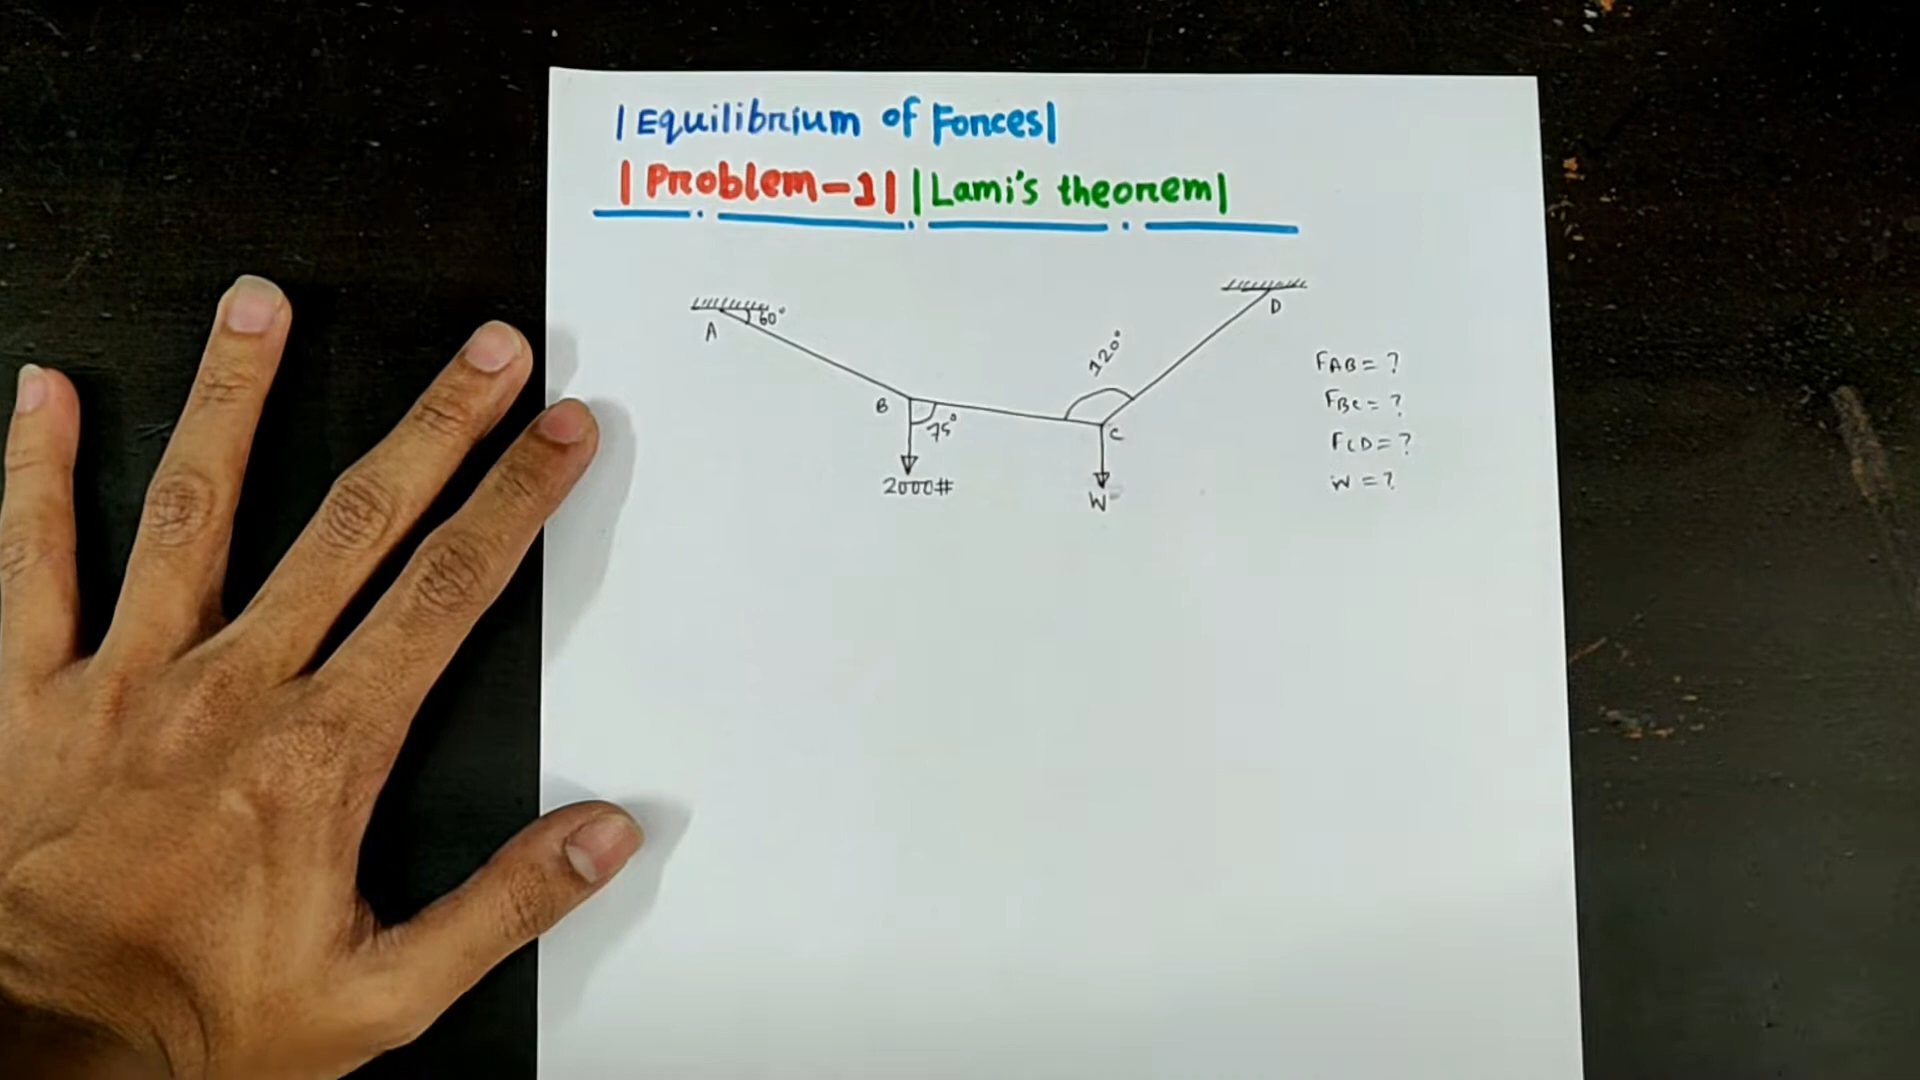 |Equilibrium of Forces|
|Problem-1| |Lami's theorem|
60°
A
D
120°
B
75°
C
2000#
W
FAB = ?
FBC = ?
FCD = ?
W = ?